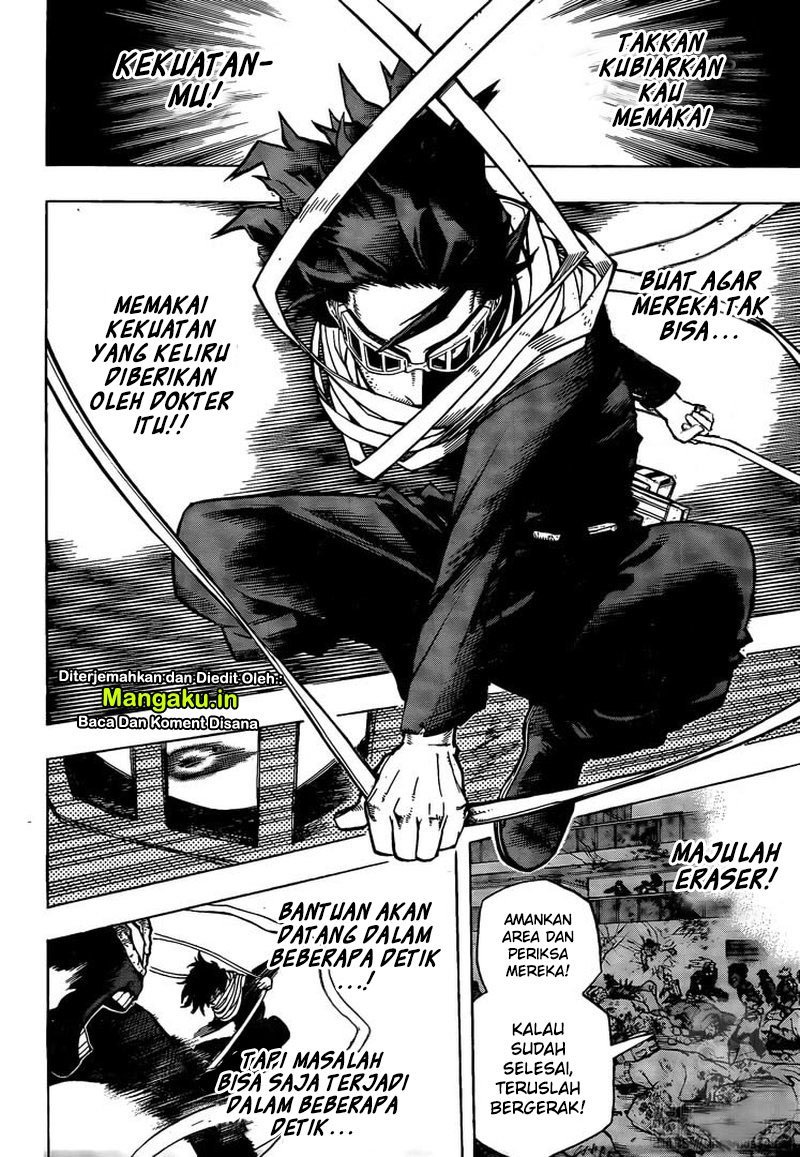 TAKKAN
KUBIARKAN
KAU
MEMAKAI
KEKUATAN-
MU!
BUAT AGAR
MEREKA TAK
BISA...
MEMAKAI
KEKUATAN
YANG KELIRU
DIBERIKAN
OLEH DOKTER
ITU!!
Diterjemahkan dan Diedit Oleh:
Mangaku.in
Baca Dan Koment Disana
MAJULAH
ERASER!
AMANKAN
AREA DAN
PERIKSA
MEREKA!
KALAU
SUDAH
SELESAI,
TERUSLAH
BERGERAK!
BANTUAN AKAN
DATANG DALAM
BEBERAPA DETIK
...!
TAPI MASALAH
BISA SAJA TERJADI
DALAM BEBERAPA
DETIK...